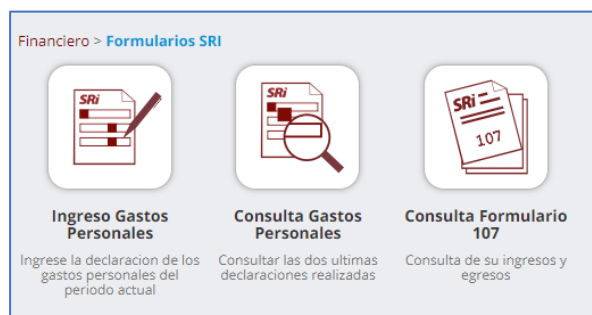 Financiero > Formularios SRI
SRi
SRi
SRi
107
Ingreso Gastos
Personales
Consulta Gastos
Personales
Consulta Formulario
107
Ingrese la declaracion de los
gastos personales del
periodo actual
Consultar las dos ultimas
declaraciones realizadas
Consulta de su ingresos y
egresos